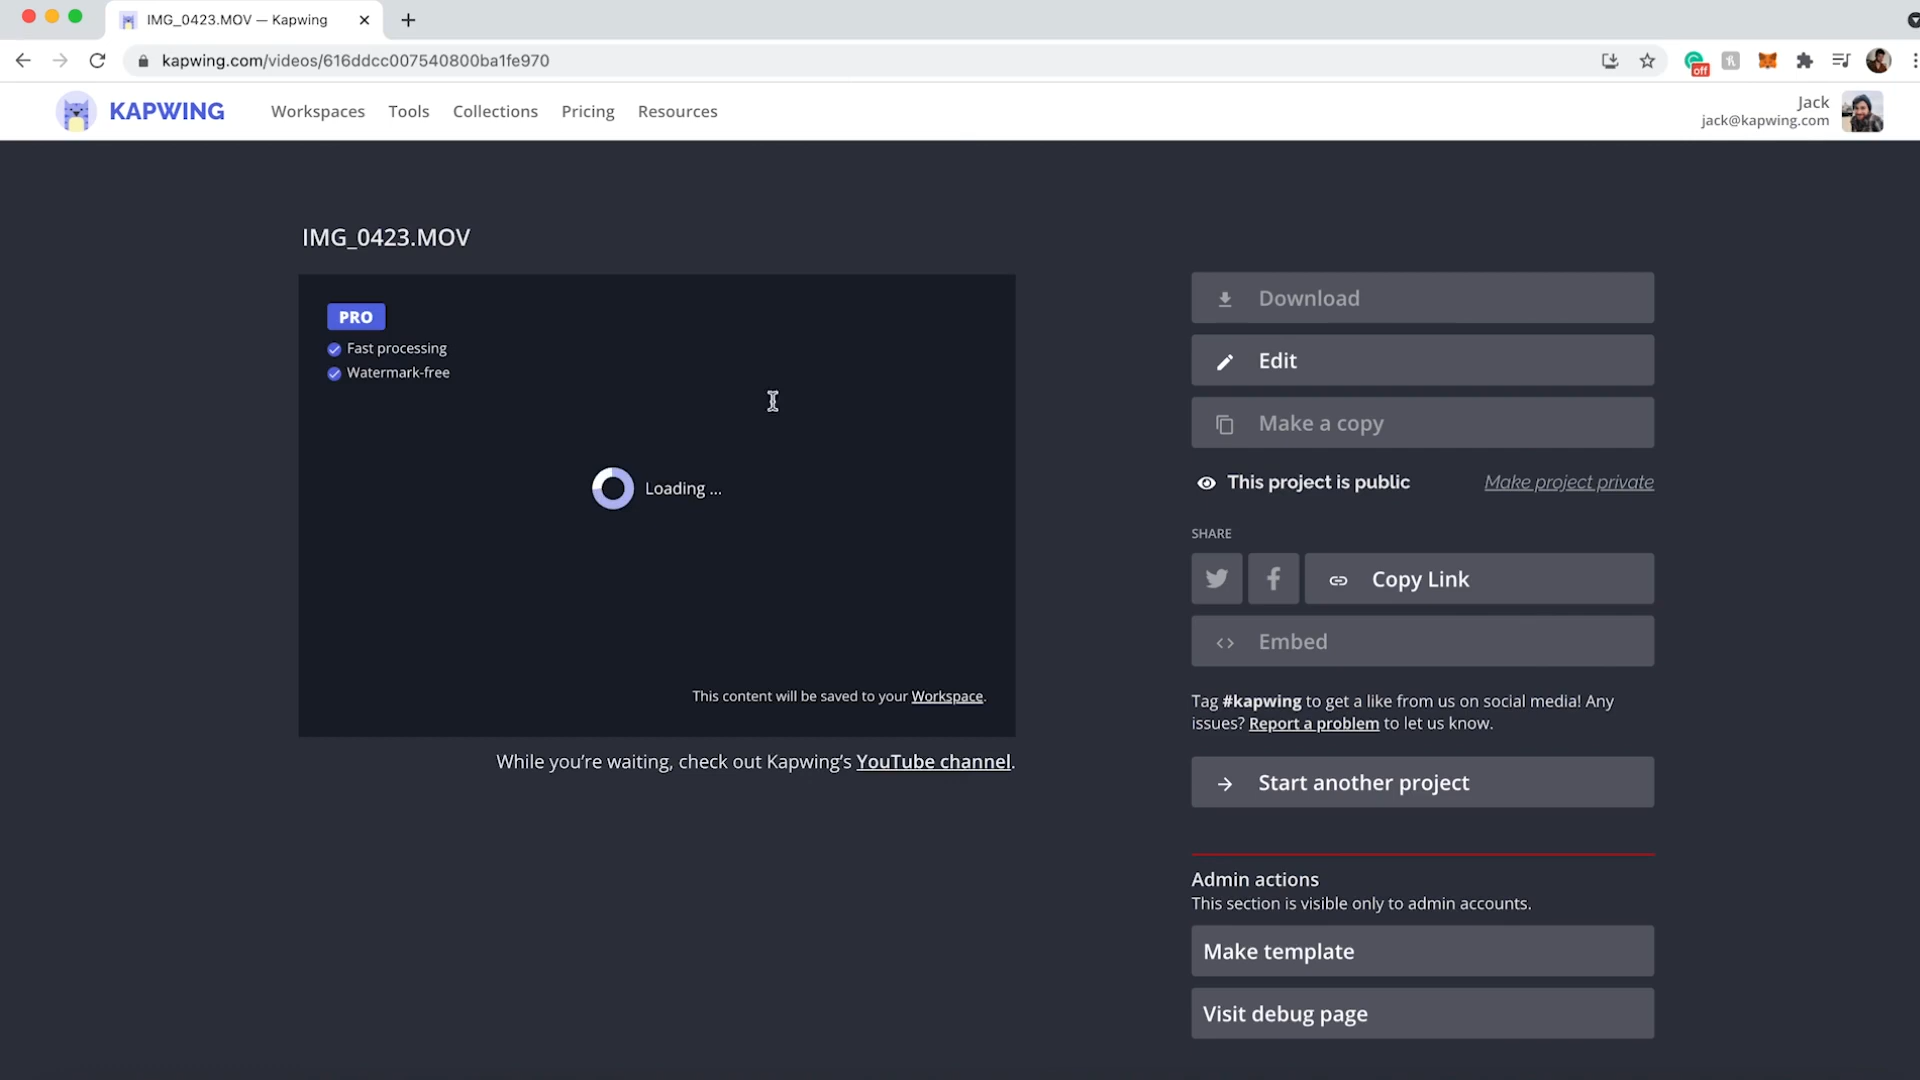 IMG_0423.MOV — Kapwing
kapwing.com/videos/616ddcc007540800ba1fe970
off
KAPWING
Workspaces
Tools
Collections
Pricing
Resources
Jack
jack@kapwing.com
IMG_0423.MOV
PRO
Fast processing
Watermark-free
Loading ...
This content will be saved to your Workspace.
While you're waiting, check out Kapwing's YouTube channel.
Download
Edit
Make a copy
This project is public
Make project private
SHARE
Copy Link
Embed
Tag #kapwing to get a like from us on social media! Any
issues? Report a problem to let us know.
Start another project
Admin actions
This section is visible only to admin accounts.
Make template
Visit debug page